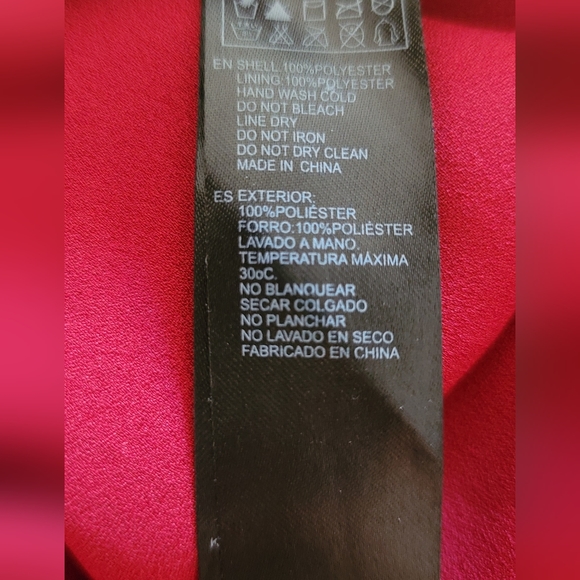 EN SHELL:100%POLYESTER
LINING:100%POLYESTER
HAND WASH COLD
DO NOT BLEACH
LINE DRY
DO NOT IRON
DO NOT DRY CLEAN
MADE IN CHINA
ES EXTERIOR:
100%POLIÉSTER
FORRO:100%POLIÉSTER
LAVADO A MANO.
TEMPERATURA MÁXIMA
30oC.
NO BLANQUEAR
SECAR COLGADO
NO PLANCHAR
NO LAVADO EN SECO
FABRICADO EN CHINA
K